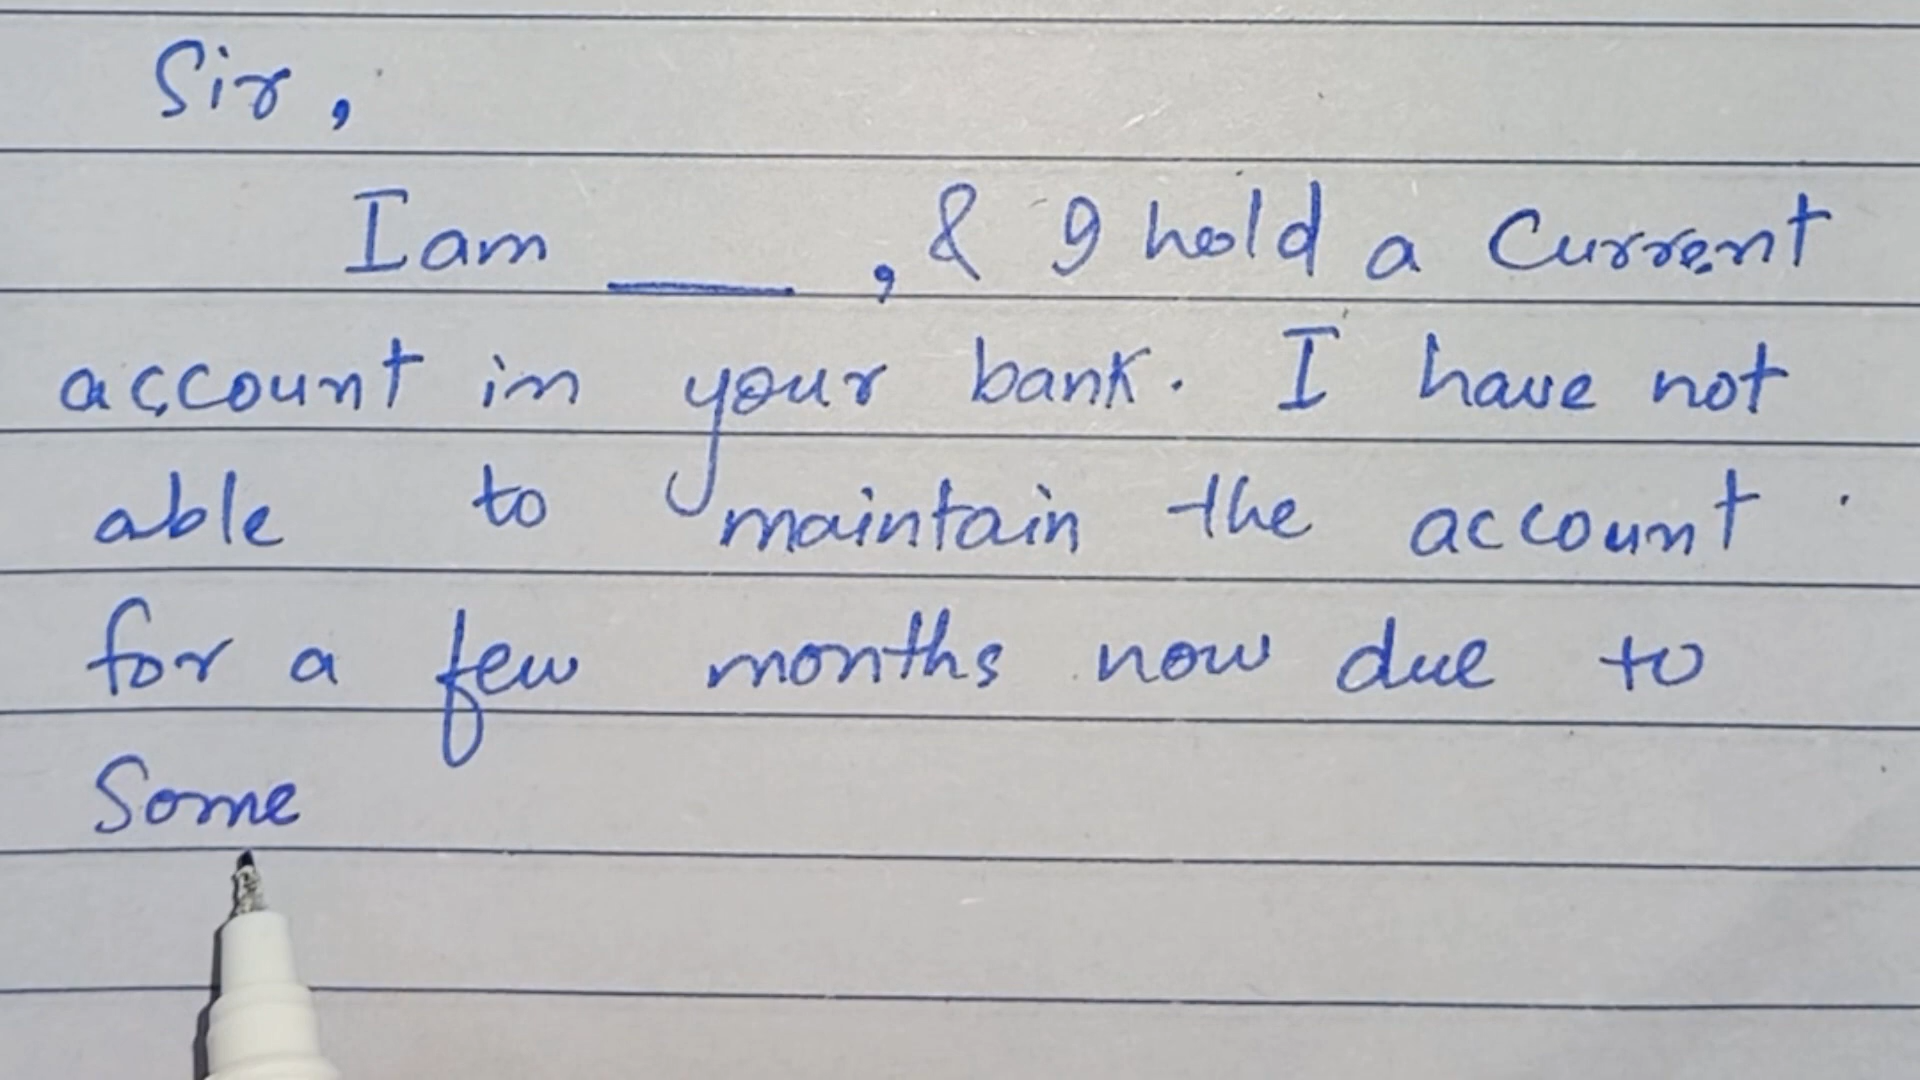 Sir,
I am ____, & I hold a Current
account in your bank. I have not
able to maintain the account
for a few months now due to
Some